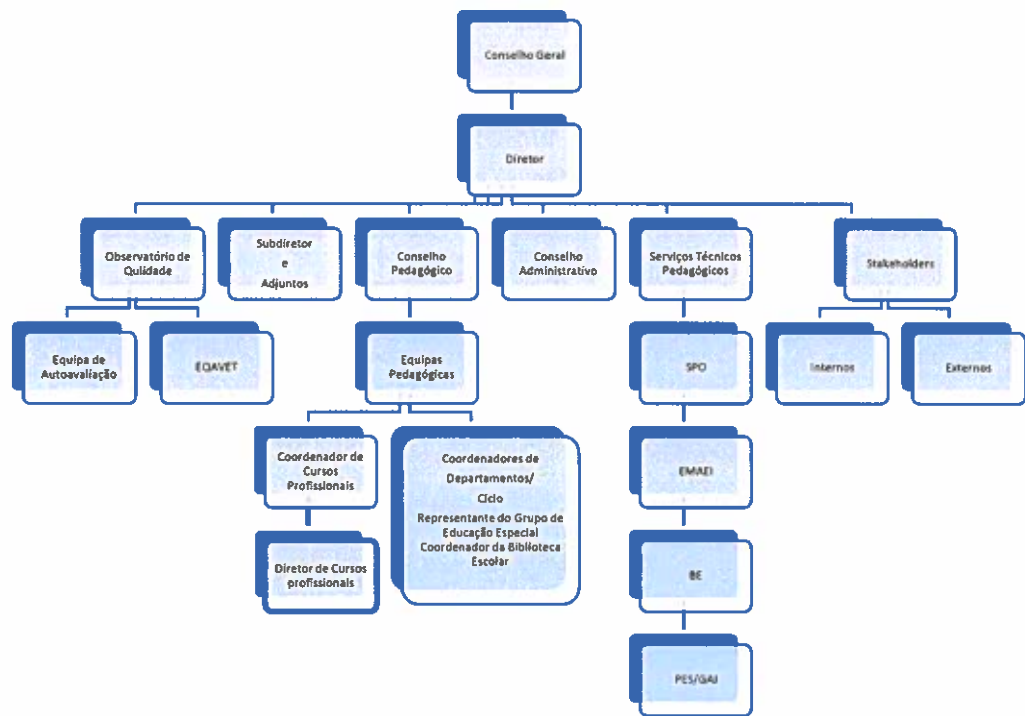 Conselho Geral
Diretor
Observatório de
Qulidade
Subdiretor
e
Adjuntos
Conselho
Pedagógico
Conselho
Administrativo
Serviços Técnicos
Pedagógicos
Stakeholders
Equipa de
Autoavaliação
EQAVET
Equipas
Pedagógicas
SPO
Internos
Externos
Coordenador de
Cursos
Profissionais
Coordenadores de
Departamentos/
Ciclo
Representante do Grupo de
Educação Especial
Coordenador da Biblioteca
Escolar
EMAEI
Diretor de Cursos
profissionais
BE
PES/GAJ